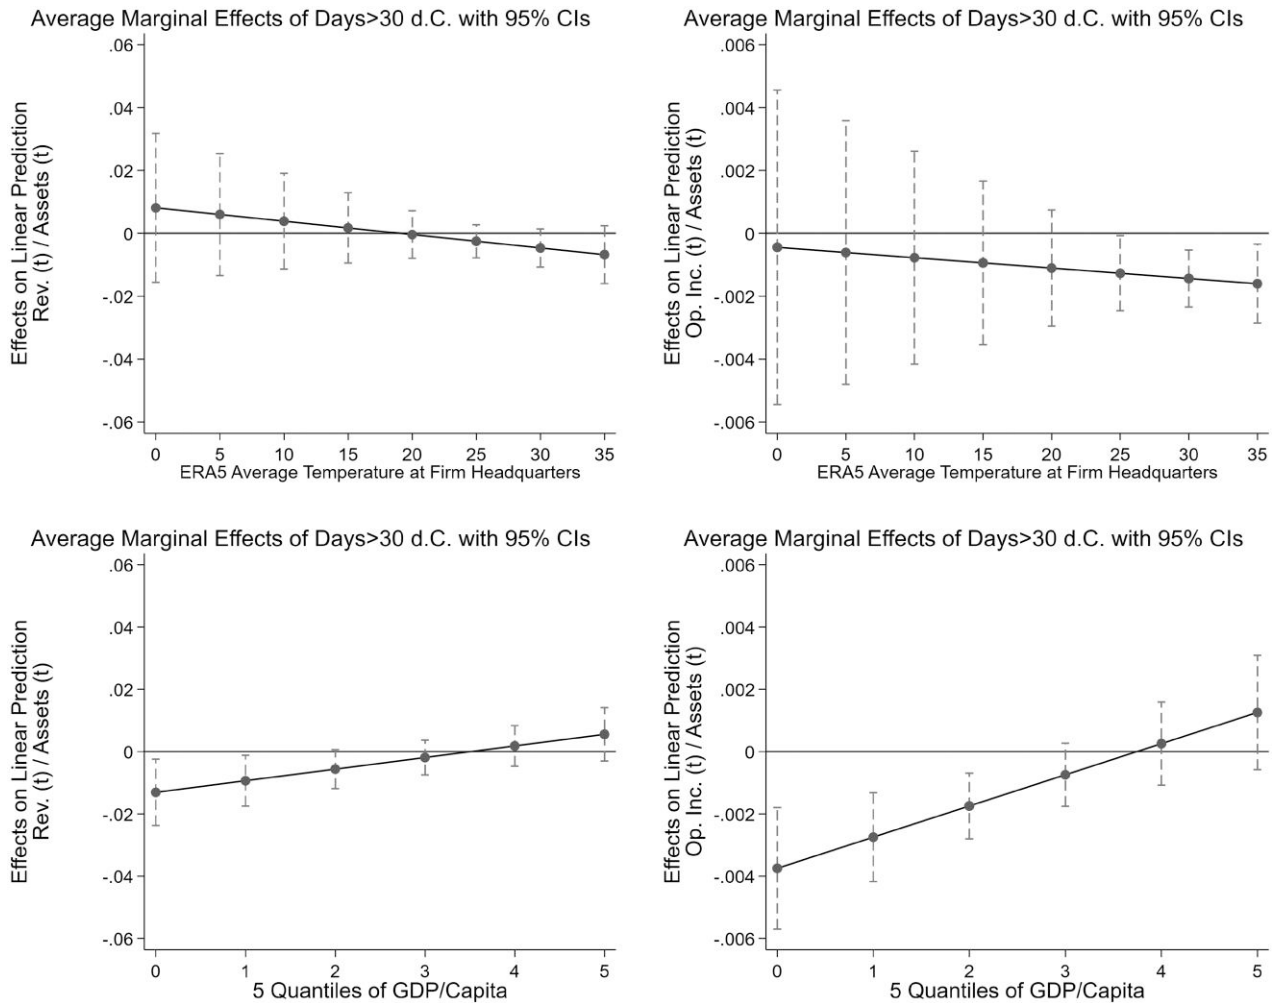 Average Marginal Effects of Days>30 d.C. with 95% CIs
Effects on Linear Prediction
Rev. (t) / Assets (t)
.06
.04
.02
0
-.02
-.04
-.06
0 5 10 15 20 25 30 35
ERA5 Average Temperature at Firm Headquarters
Average Marginal Effects of Days>30 d.C. with 95% CIs
Effects on Linear Prediction
Op. Inc. (t) / Assets (t)
.006
.004
.002
0
-.002
-.004
-.006
0 5 10 15 20 25 30 35
ERA5 Average Temperature at Firm Headquarters
Average Marginal Effects of Days>30 d.C. with 95% CIs
Effects on Linear Prediction
Rev. (t) / Assets (t)
.06
.04
.02
0
-.02
-.04
-.06
0 1 2 3 4 5
5 Quantiles of GDP/Capita
Average Marginal Effects of Days>30 d.C. with 95% CIs
Effects on Linear Prediction
Op. Inc. (t) / Assets (t)
.006
.004
.002
0
-.002
-.004
-.006
0 1 2 3 4 5
5 Quantiles of GDP/Capita